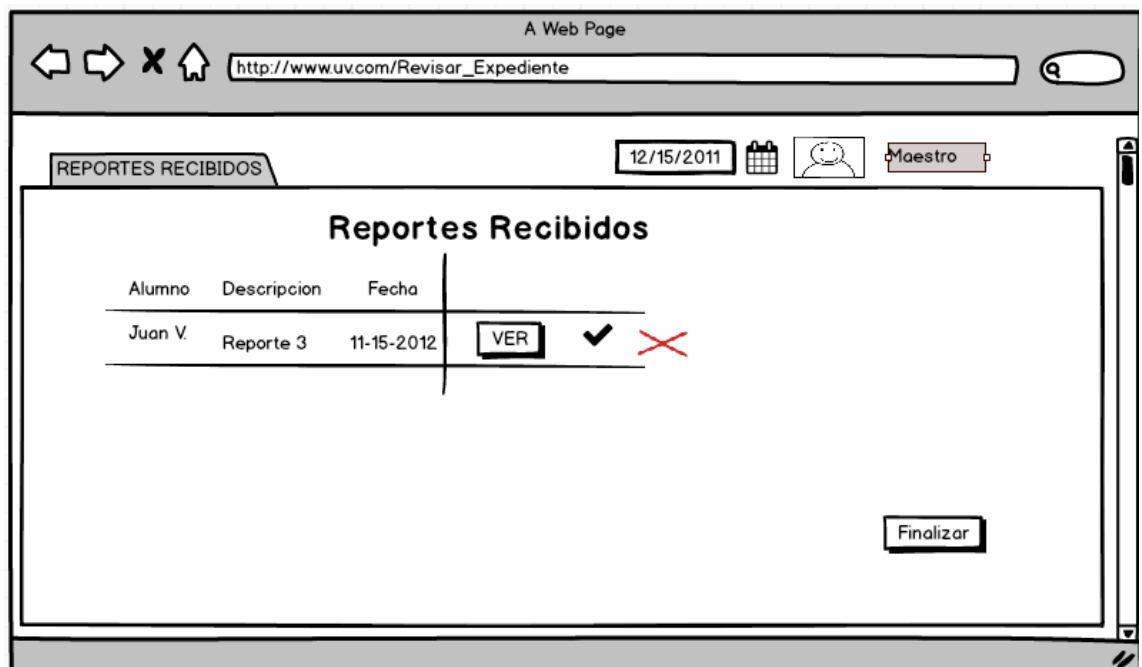 A Web Page
http://www.uv.com/Revisar_Expediente
REPORTES RECIBIDOS
12/15/2011
Maestro
Reportes Recibidos
Alumno Descripcion Fecha
Juan V. Reporte 3 11-15-2012 VER
Finalizar